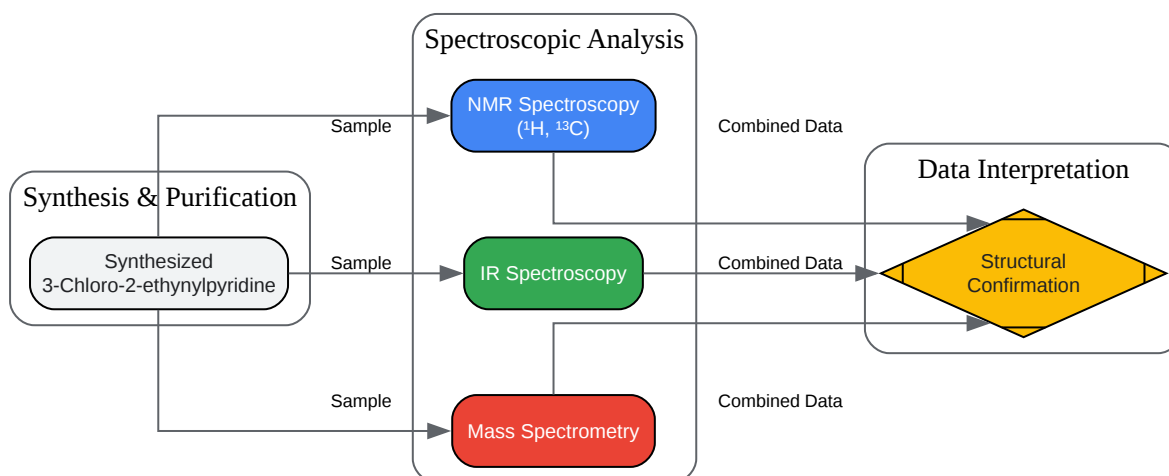 Spectroscopic Analysis
NMR Spectroscopy
(¹H, ¹³C)
Sample
Combined Data
Synthesis & Purification
Data Interpretation
Synthesized
3-Chloro-2-ethynylpyridine
Sample
IR Spectroscopy
Combined Data
Structural
Confirmation
Sample
Combined Data
Mass Spectrometry